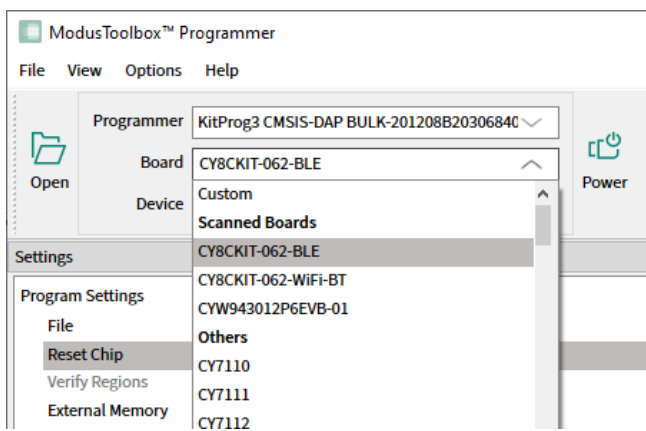 ModusToolbox™ Programmer
File View Options Help
Programmer KitProg3 CMSIS-DAP BULK-201208B20306840
Board CY8CKIT-062-BLE
Open
Device
Power
Custom
Scanned Boards
CY8CKIT-062-BLE
CY8CKIT-062-WiFi-BT
CYW943012P6EVB-01
Others
CY7110
CY7111
CY7112
Settings
Program Settings
File
Reset Chip
Verify Regions
External Memory